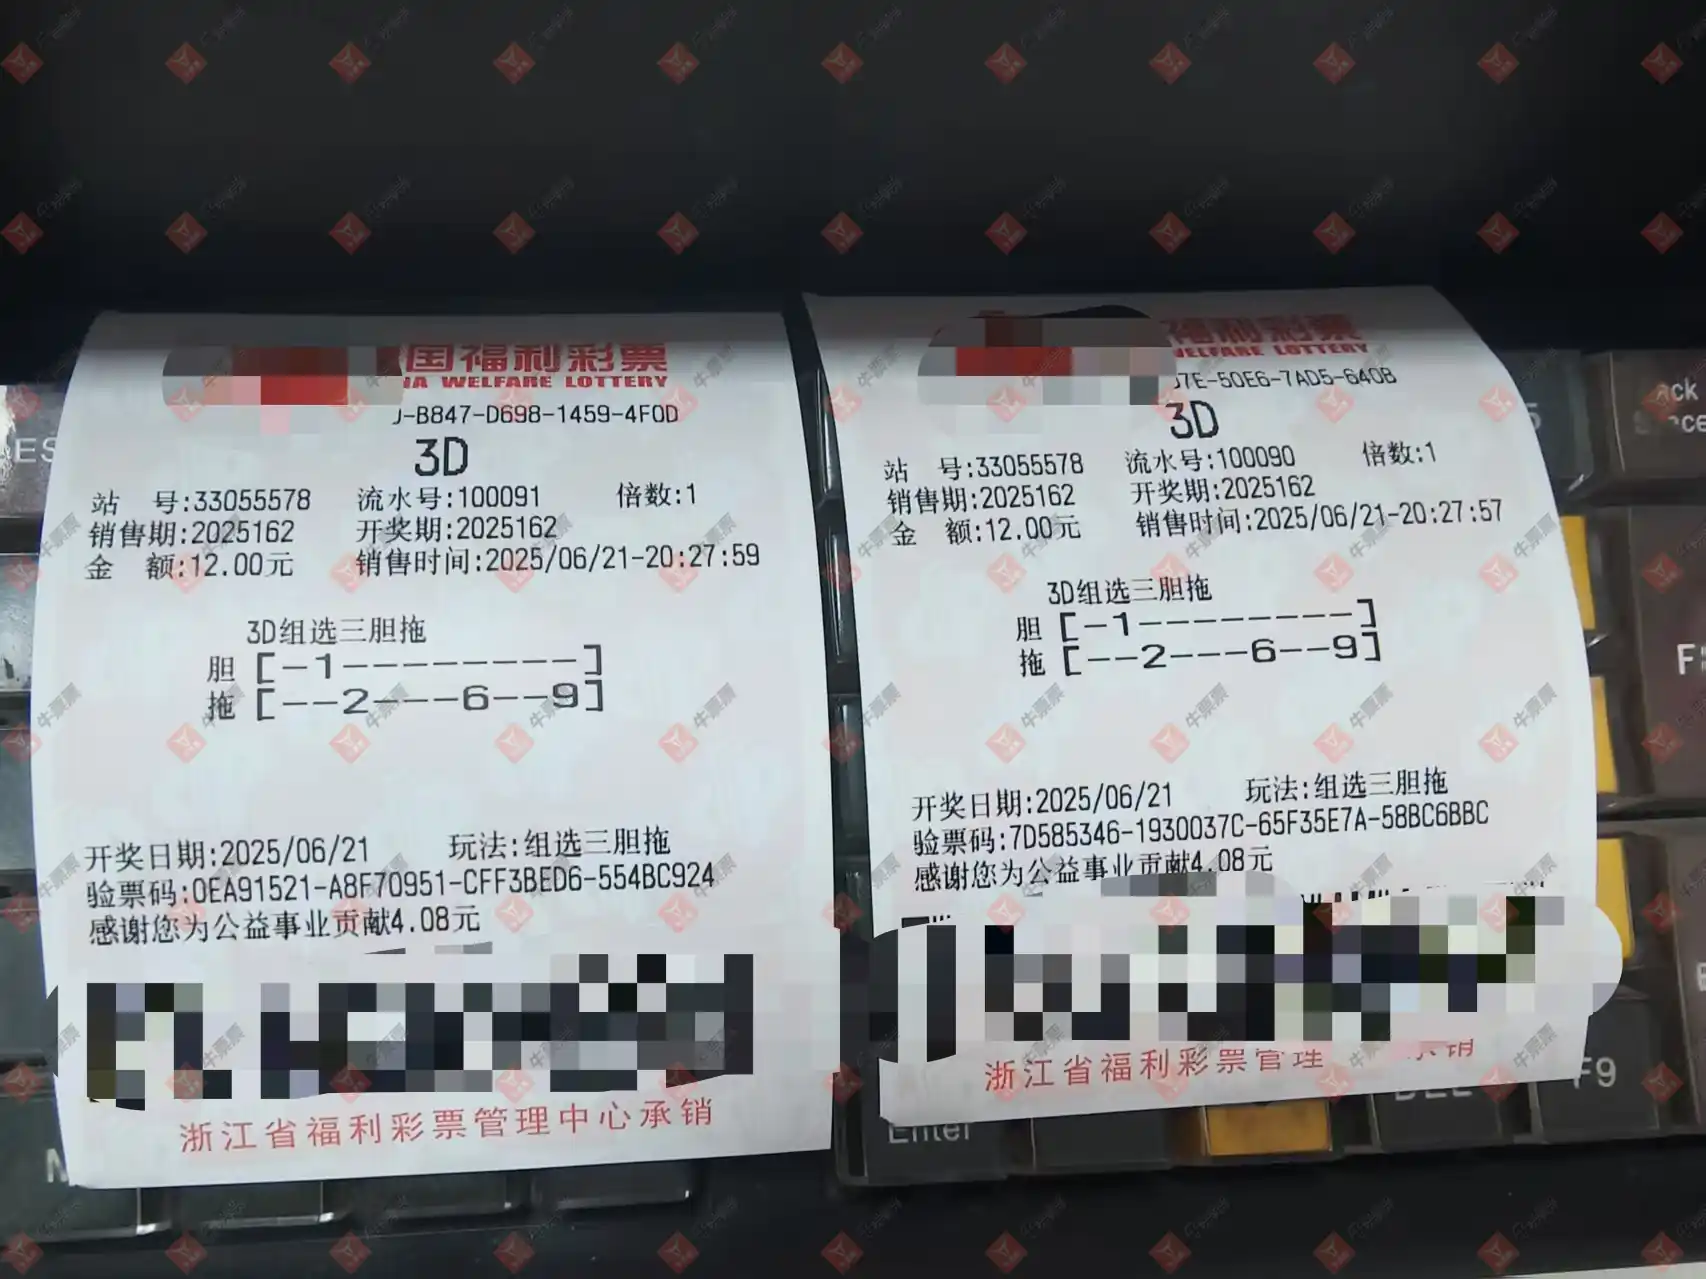 国福利彩票
NA WELFARE LOTTERY
J-B847-D698-1459-4F0D
3D
站 号:33055578 流水号:100091 倍数:1
销售期:2025162 开奖期:2025162
金 额:12.00元 销售时间:2025/06/21-20:27:59
3D组选三胆拖
胆 [-1--------]
拖 [--2---6--9]
开奖日期:2025/06/21 玩法:组选三胆拖
验票码:0EA91521-A8F70951-CFF3BED6-554BC924
感谢您为公益事业贡献4.08元
浙江省福利彩票管理中心承销
福利彩票
WELFARE LOTTERY
07E-50E6-7AD5-640B
3D
站 号:33055578 流水号:100090 倍数:1
销售期:2025162 开奖期:2025162
金 额:12.00元 销售时间:2025/06/21-20:27:57
3D组选三胆拖
胆 [-1--------]
拖 [--2---6--9]
开奖日期:2025/06/21 玩法:组选三胆拖
验票码:7D585346-1930037C-65F35E7A-58BC6BBC
感谢您为公益事业贡献4.08元
浙江省福利彩票管理 承销
Enter
DEL
F9
牛票票